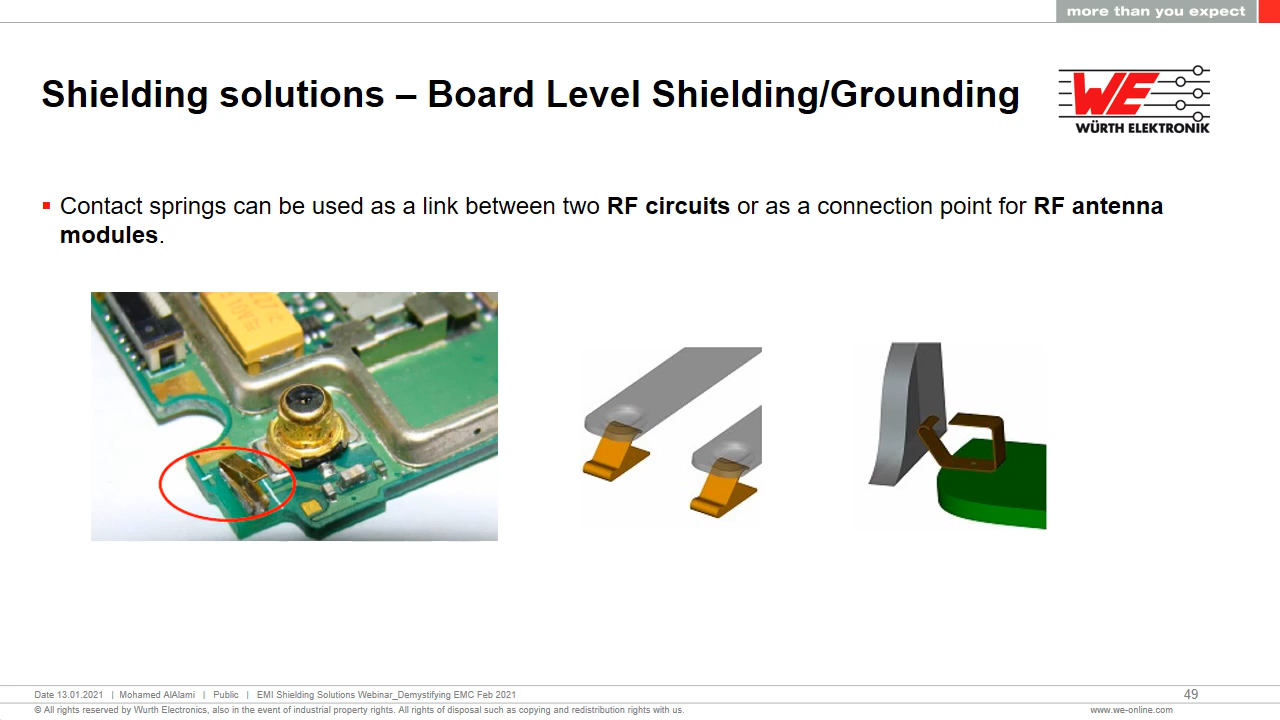 more than you expect
Shielding solutions – Board Level Shielding/Grounding
WE
WÜRTH ELEKTRONIK
Contact springs can be used as a link between two RF circuits or as a connection point for RF antenna
modules.
Date 13.01.2021 | Mohamed AlAlami | Public | EMI Shielding Solutions Webinar_Demystifying EMC Feb 2021
49
© All rights reserved by Wurth Electronics, also in the event of industrial property rights. All rights of disposal such as copying and redistribution rights with us.
www.we-online.com